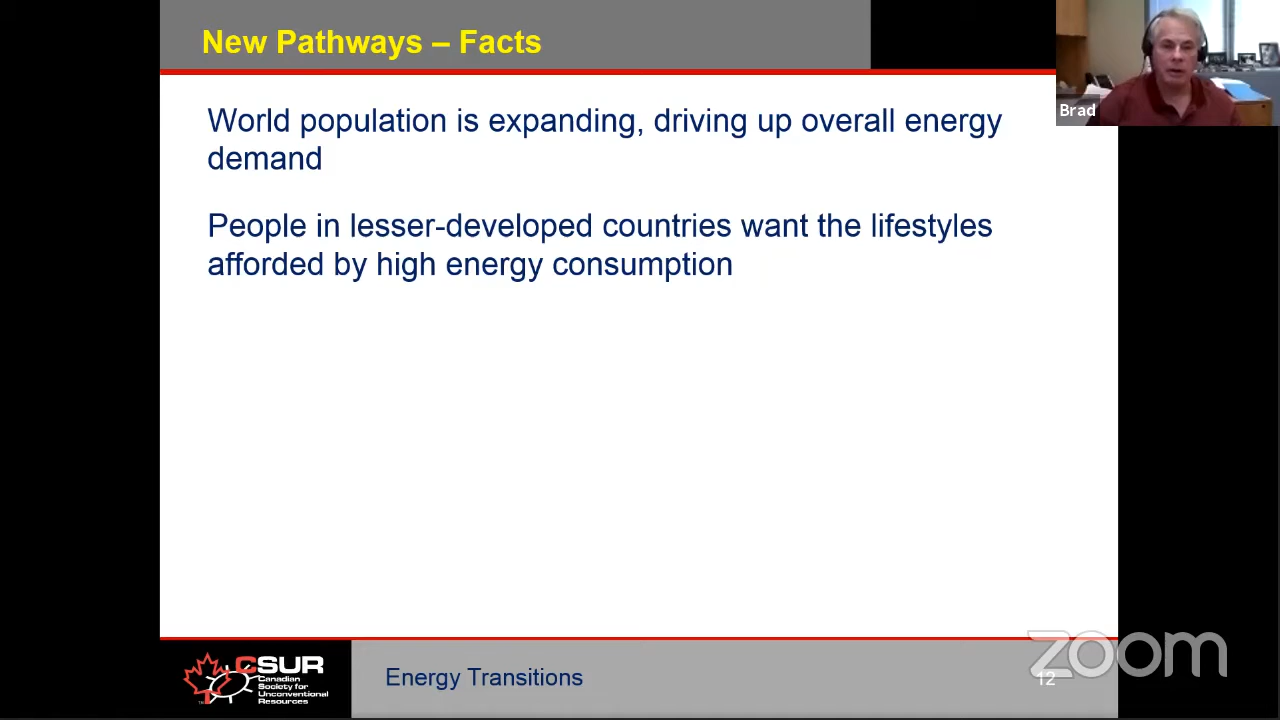 New Pathways – Facts
Brad
World population is expanding, driving up overall energy
demand
People in lesser-developed countries want the lifestyles
afforded by high energy consumption
CSUR
Canadian
Society for
Unconventional
Resources
TM
Energy Transitions
12
zoom